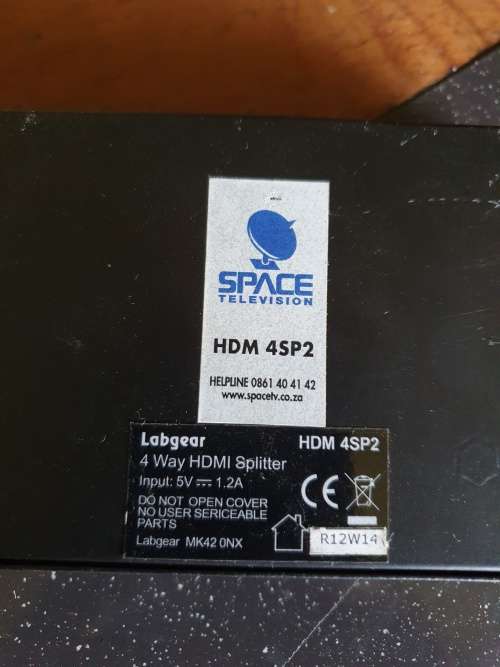 SPACE
TELEVISION
HDM 4SP2
HELPLINE 0861 40 41 42
www.spacetv.co.za
Labgear HDM 4SP2
4 Way HDMI Splitter
Input: 5V ⎓ 1.2A
DO NOT OPEN COVER
NO USER SERICEABLE
PARTS
Labgear MK42 0NX
CE
R12W14